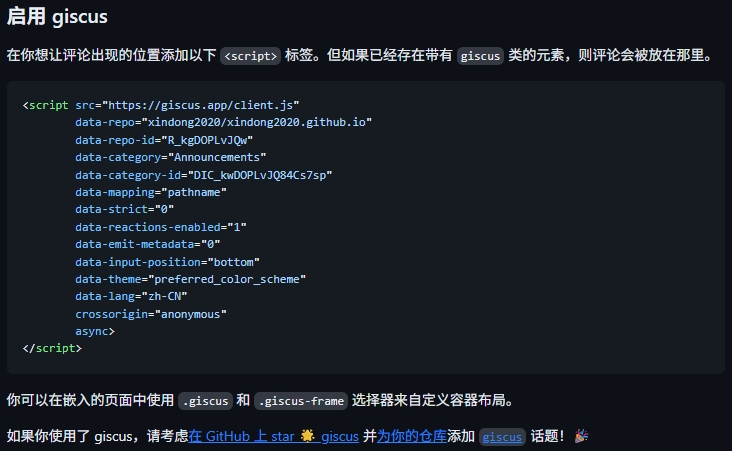 启用 giscus
在你想让评论出现的位置添加以下 <script> 标签。但如果已经存在带有 giscus 类的元素，则评论会被放在那里。
<script src="https://giscus.app/client.js"
data-repo="xindong2020/xindong2020.github.io"
data-repo-id="R_kgDOPLvJQw"
data-category="Announcements"
data-category-id="DIC_kwDOPLvJQ84Cs7sp"
data-mapping="pathname"
data-strict="0"
data-reactions-enabled="1"
data-emit-metadata="0"
data-input-position="bottom"
data-theme="preferred_color_scheme"
data-lang="zh-CN"
crossorigin="anonymous"
async>
</script>
你可以在嵌入的页面中使用 .giscus 和 .giscus-frame 选择器来自定义容器布局。
如果你使用了 giscus，请考虑在 GitHub 上 star 🌟 giscus 并为你的仓库添加 giscus 话题！🎉